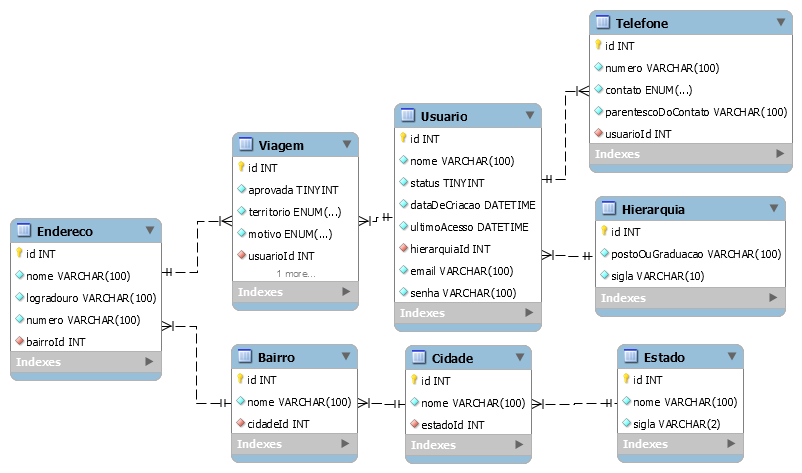 Telefone
id INT
numero VARCHAR(100)
contato ENUM(...)
parentescoDoContato VARCHAR(100)
usuarioId INT
Indexes
Usuario
id INT
nome VARCHAR(100)
status TINYINT
dataDeCriacao DATETIME
ultimoAcesso DATETIME
hierarquiaId INT
email VARCHAR(100)
senha VARCHAR(100)
Indexes
Viagem
id INT
aprovada TINYINT
territorio ENUM(...)
motivo ENUM(...)
usuarioId INT
1 more...
Indexes
Hierarquia
id INT
postoOuGraduacao VARCHAR(100)
sigla VARCHAR(10)
Indexes
Endereco
id INT
nome VARCHAR(100)
logradouro VARCHAR(100)
numero VARCHAR(100)
bairroId INT
Indexes
Bairro
id INT
nome VARCHAR(100)
cidadeId INT
Indexes
Cidade
id INT
nome VARCHAR(100)
estadoId INT
Indexes
Estado
id INT
nome VARCHAR(100)
sigla VARCHAR(2)
Indexes